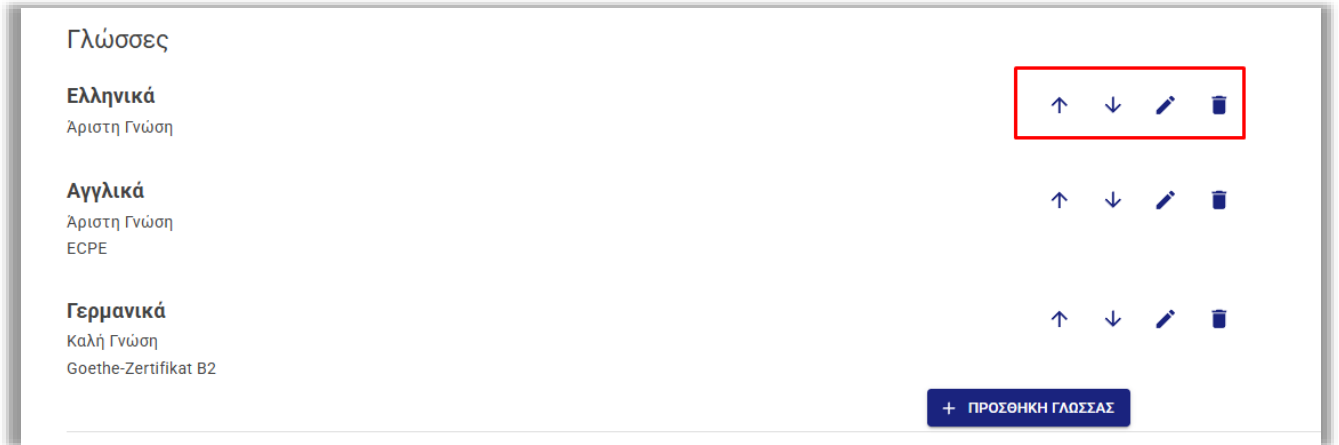 Γλώσσες
Ελληνικά
Άριστη Γνώση
Αγγλικά
Άριστη Γνώση
ECPE
Γερμανικά
Καλή Γνώση
Goethe-Zertifikat B2
+ ΠΡΟΣΘΗΚΗ ΓΛΩΣΣΑΣ